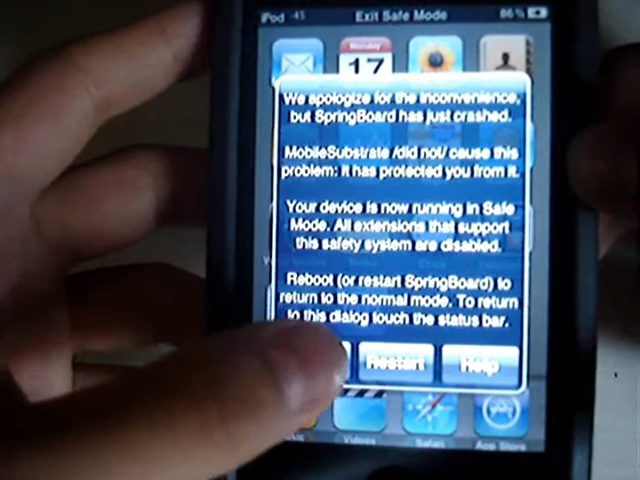 iPod -45 Exit Safe Mode 86%
Monday
17
We apologize for the inconvenience,
but SpringBoard has just crashed.
MobileSubstrate /did not/ cause this
problem: it has protected you from it.
Your device is now running in Safe
Mode. All extensions that support
this safety system are disabled.
Reboot (or restart SpringBoard) to
return to the normal mode. To return
to this dialog touch the status bar.
Restart Help
Videos Safari App Store